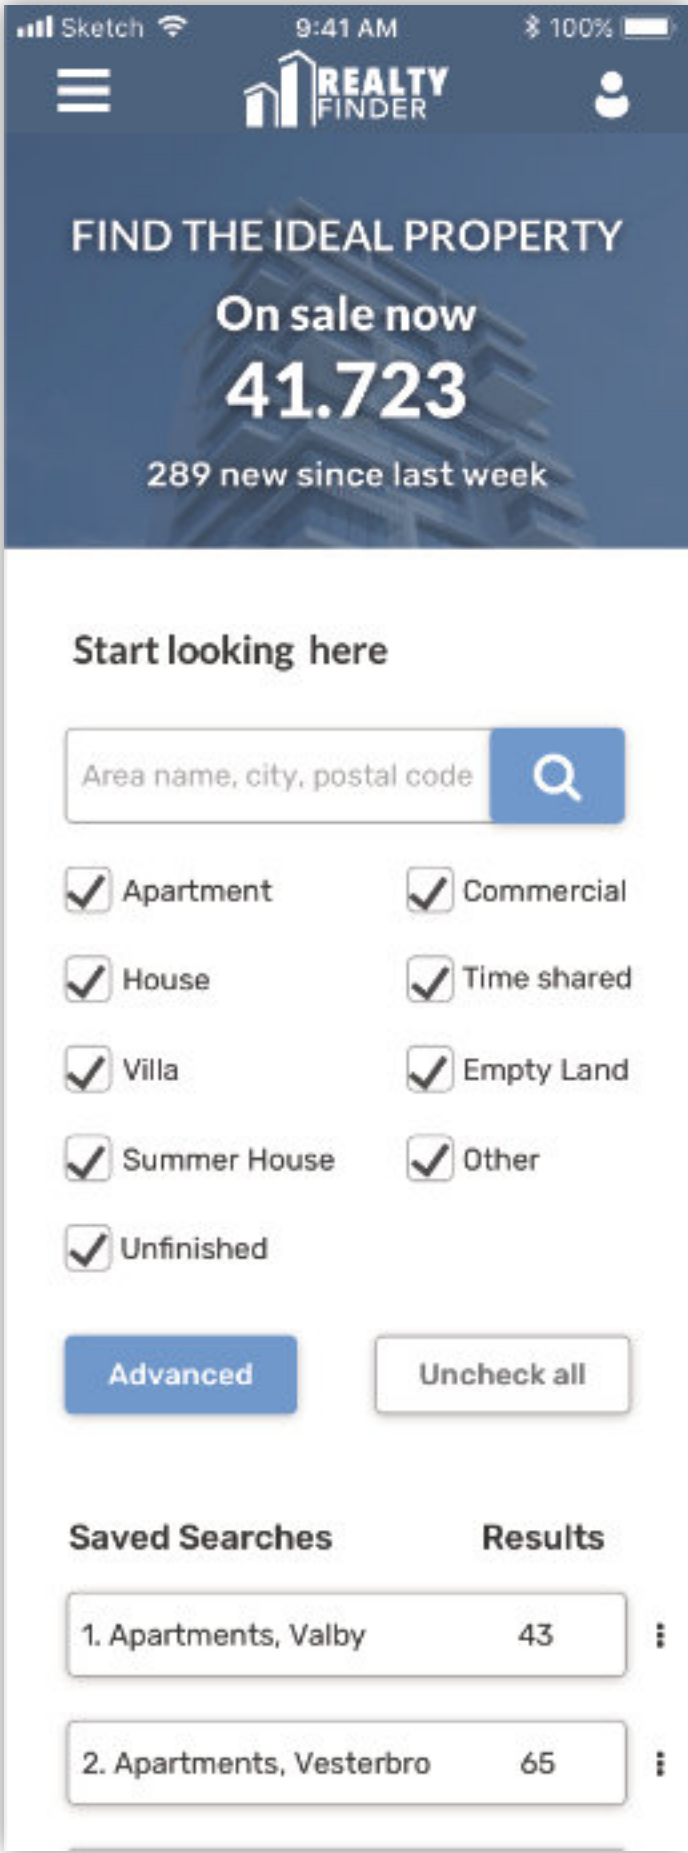 Sketch 9:41 AM 100%
REALTY
FINDER
FIND THE IDEAL PROPERTY
On sale now
41.723
289 new since last week
Start looking here
Area name, city, postal code
Apartment Commercial
House Time shared
Villa Empty Land
Summer House Other
Unfinished
Advanced Uncheck all
Saved Searches Results
1. Apartments, Valby 43
2. Apartments, Vesterbro 65